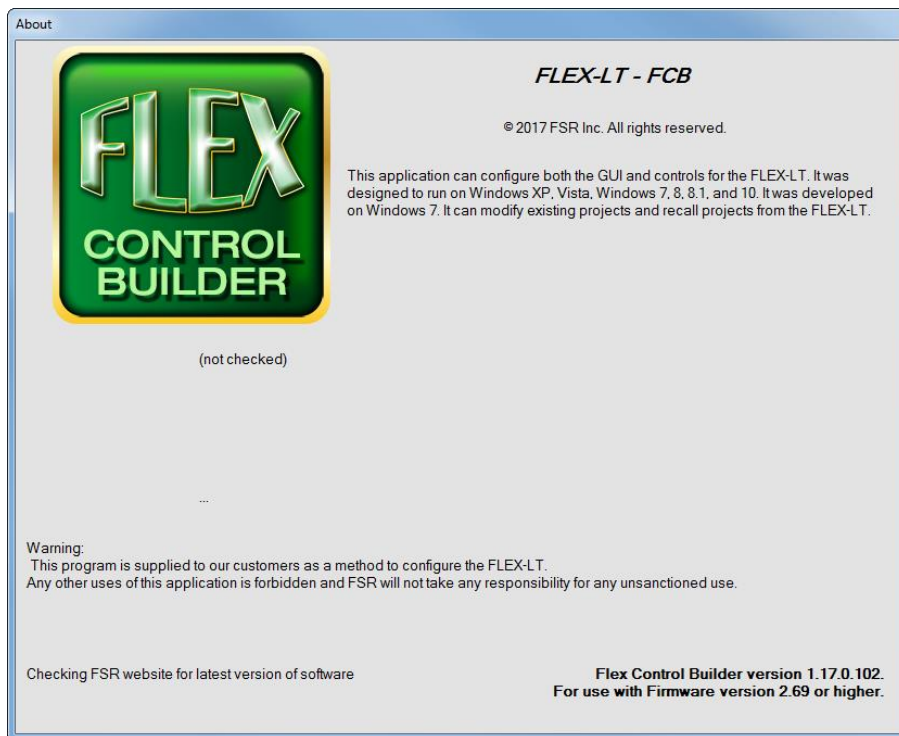 About
FLEX
CONTROL
BUILDER
FLEX-LT - FCB
© 2017 FSR Inc. All rights reserved.
This application can configure both the GUI and controls for the FLEX-LT. It was
designed to run on Windows XP, Vista, Windows 7, 8, 8.1, and 10. It was developed
on Windows 7. It can modify existing projects and recall projects from the FLEX-LT.
(not checked)
...
Warning:
This program is supplied to our customers as a method to configure the FLEX-LT.
Any other uses of this application is forbidden and FSR will not take any responsibility for any unsanctioned use.
Checking FSR website for latest version of software
Flex Control Builder version 1.17.0.102.
For use with Firmware version 2.69 or higher.